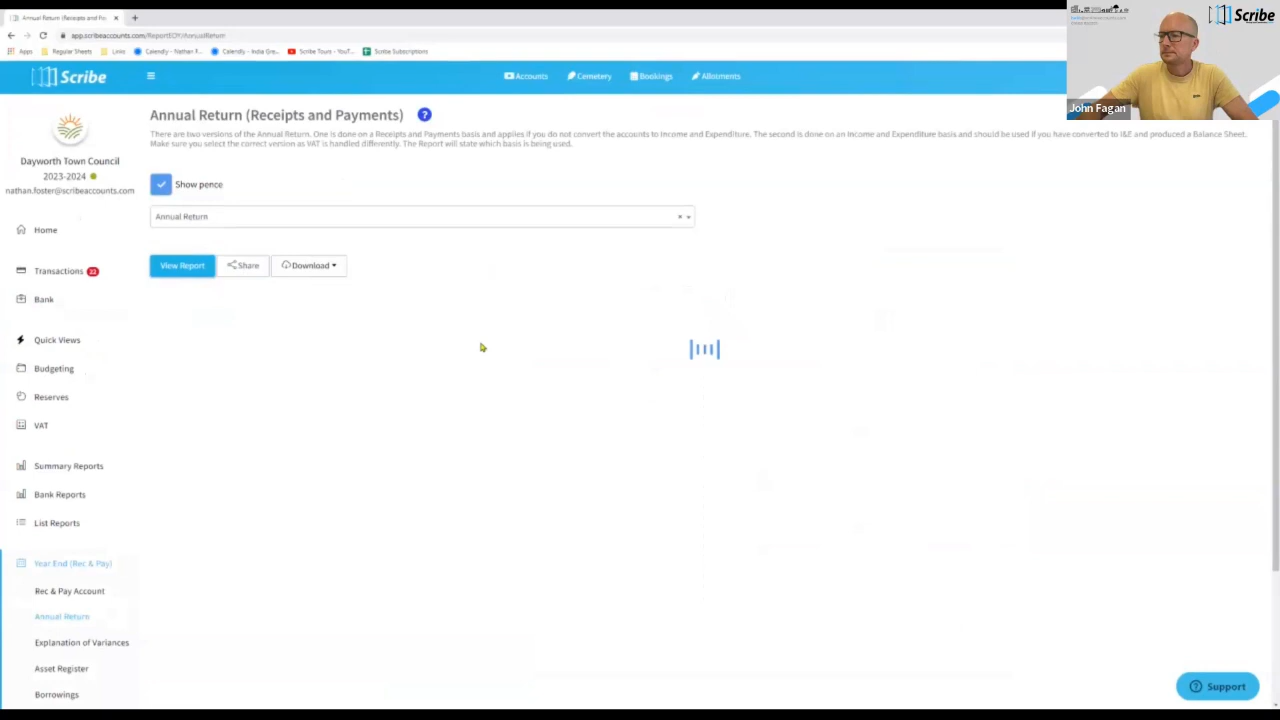 Annual Return (Receipts and Pa
app.scribeaccounts.com/ReportEOY/AnnualReturn
Apps Regular Sheets Links Calendly - Nathan F... Calendly - India Gre... Scribe Tours - YouT... Scribe Subscriptions
Scribe
John Fagan
Scribe
Accounts Cemetery Bookings Allotments
Annual Return (Receipts and Payments) ?
There are two versions of the Annual Return. One is done on a Receipts and Payments basis and applies if you do not convert the accounts to Income and Expenditure. The second is done on an Income and Expenditure basis and should be used if you have converted to I&E and produced a Balance Sheet.
Make sure you select the correct version as VAT is handled differently. The Report will state which basis is being used.
Dayworth Town Council
2023-2024
nathan.foster@scribeaccounts.com
Show pence
Annual Return
View Report Share Download
Home
Transactions 22
Bank
Quick Views
Budgeting
Reserves
VAT
Summary Reports
Bank Reports
List Reports
Year End (Rec & Pay)
Rec & Pay Account
Annual Return
Explanation of Variances
Asset Register
Borrowings
Support